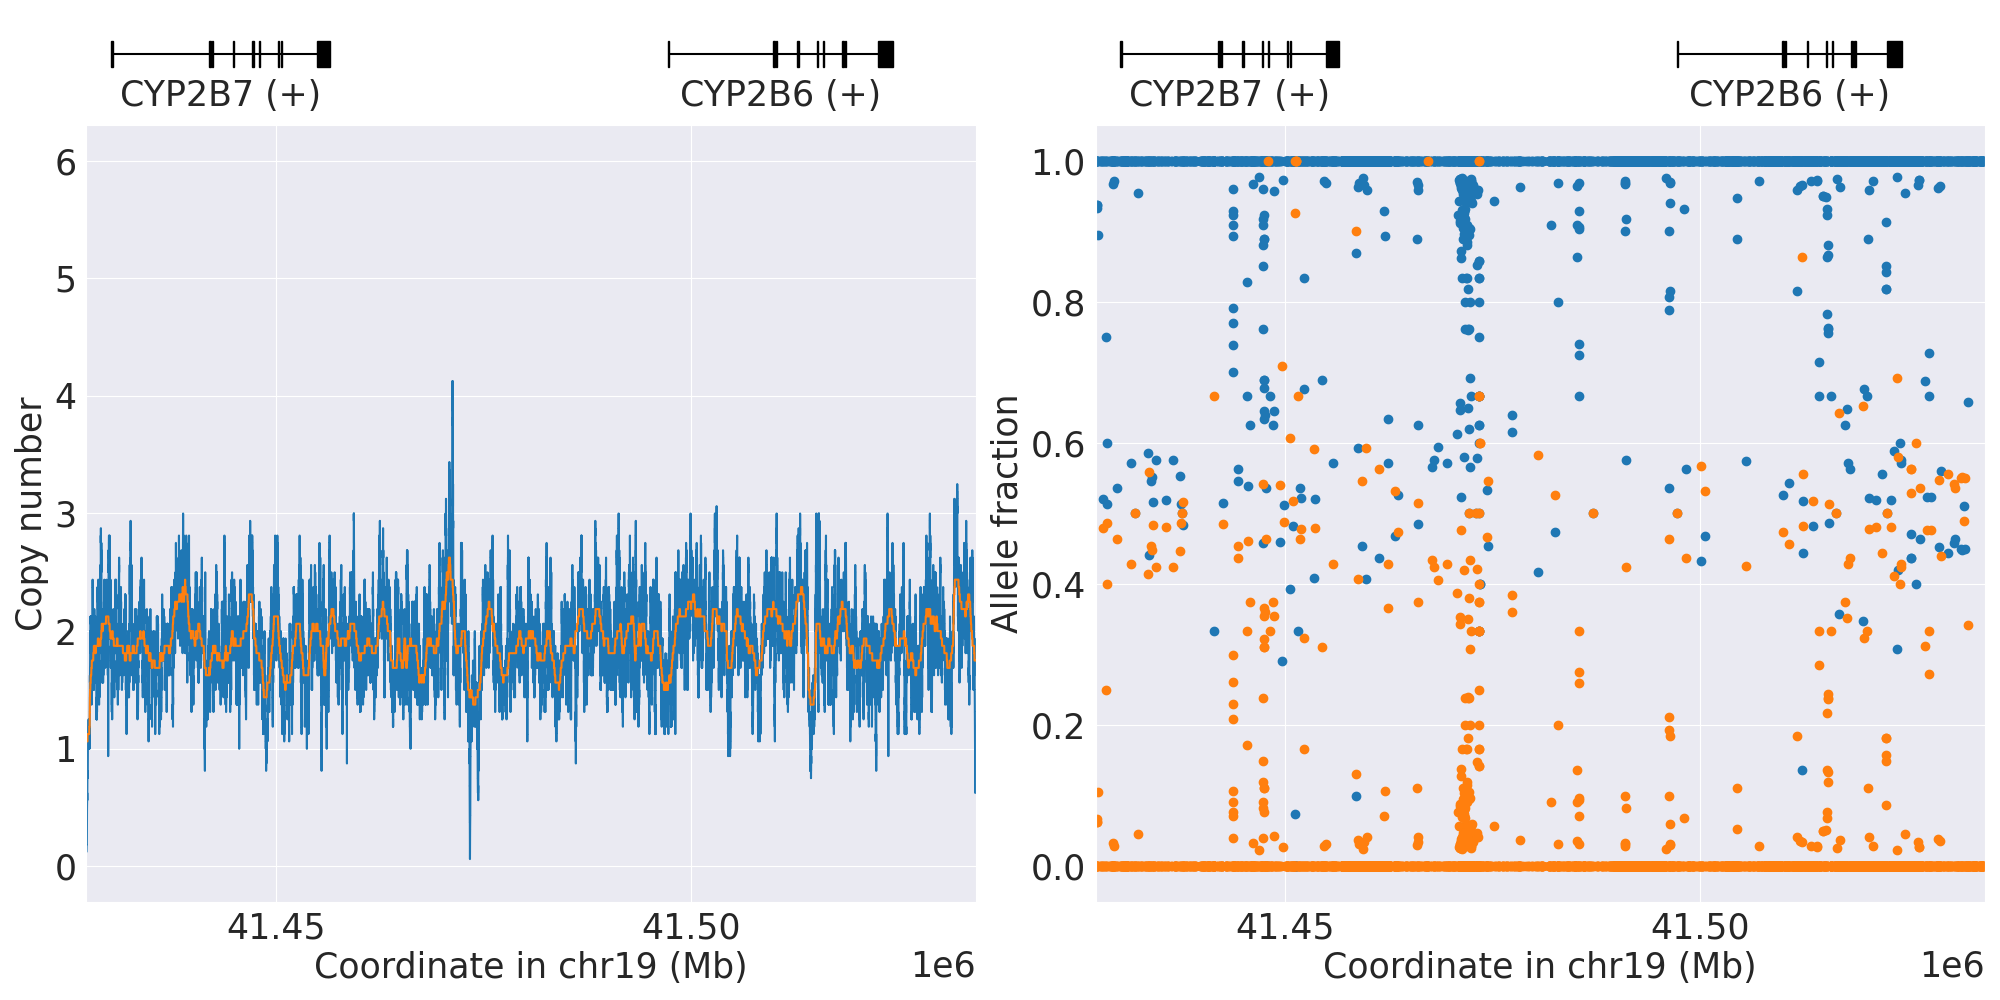 CYP2B7 (+)
CYP2B6 (+)
6
5
4
3
2
1
0
Copy number
41.45
41.50
Coordinate in chr19 (Mb)
1e6
CYP2B7 (+)
CYP2B6 (+)
1.0
0.8
0.6
0.4
0.2
0.0
Allele fraction
41.45
41.50
Coordinate in chr19 (Mb)
1e6